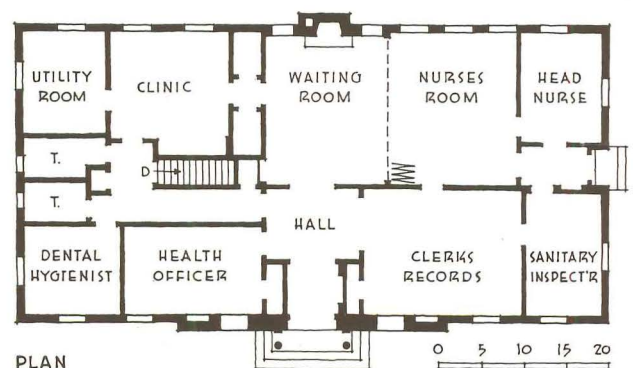 UTILITY
ROOM
CLINIC
WAITING
ROOM
NURSES
ROOM
HEAD
NURSE
T.
D
T.
HALL
DENTAL
HYGIENIST
HEALTH
OFFICER
CLERKS
RECORDS
SANITARY
INSPECT'R
PLAN
0 5 10 15 20